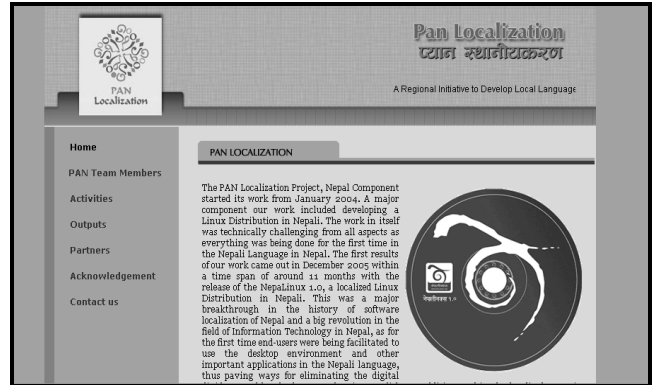 Pan Localization
प्यान स्थानीयकरण
PAN
Localization
A Regional Initiative to Develop Local Language
Home
PAN Team Members
Activities
Outputs
Partners
Acknowledgement
Contact us
PAN LOCALIZATION
The PAN Localization Project, Nepal Component
started its work from January 2004. A major
component our work included developing a
Linux Distribution in Nepali. The work in itself
was technically challenging from all aspects as
everything was being done for the first time in
the Nepali Language in Nepal. The first results
of our work came out in December 2005 within
a time span of around 11 months with the
release of the NepaLinux 1.0, a localized Linux
Distribution in Nepali. This was a major
breakthrough in the history of software
localization of Nepal and a big revolution in the
field of Information Technology in Nepal, as for
the first time end-users were being facilitated to
use the desktop environment and other
important applications in the Nepali language,
thus paving ways for eliminating the digital
नेपालीनक्स १.०